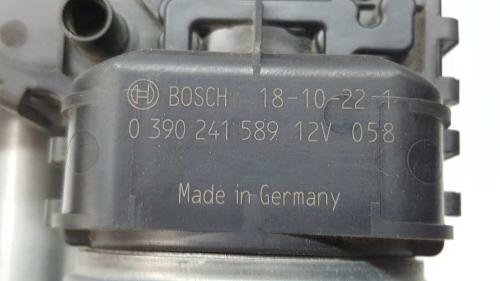 BOSCH 18-10-22 1
0 390 241 589 12V 058
Made in Germany